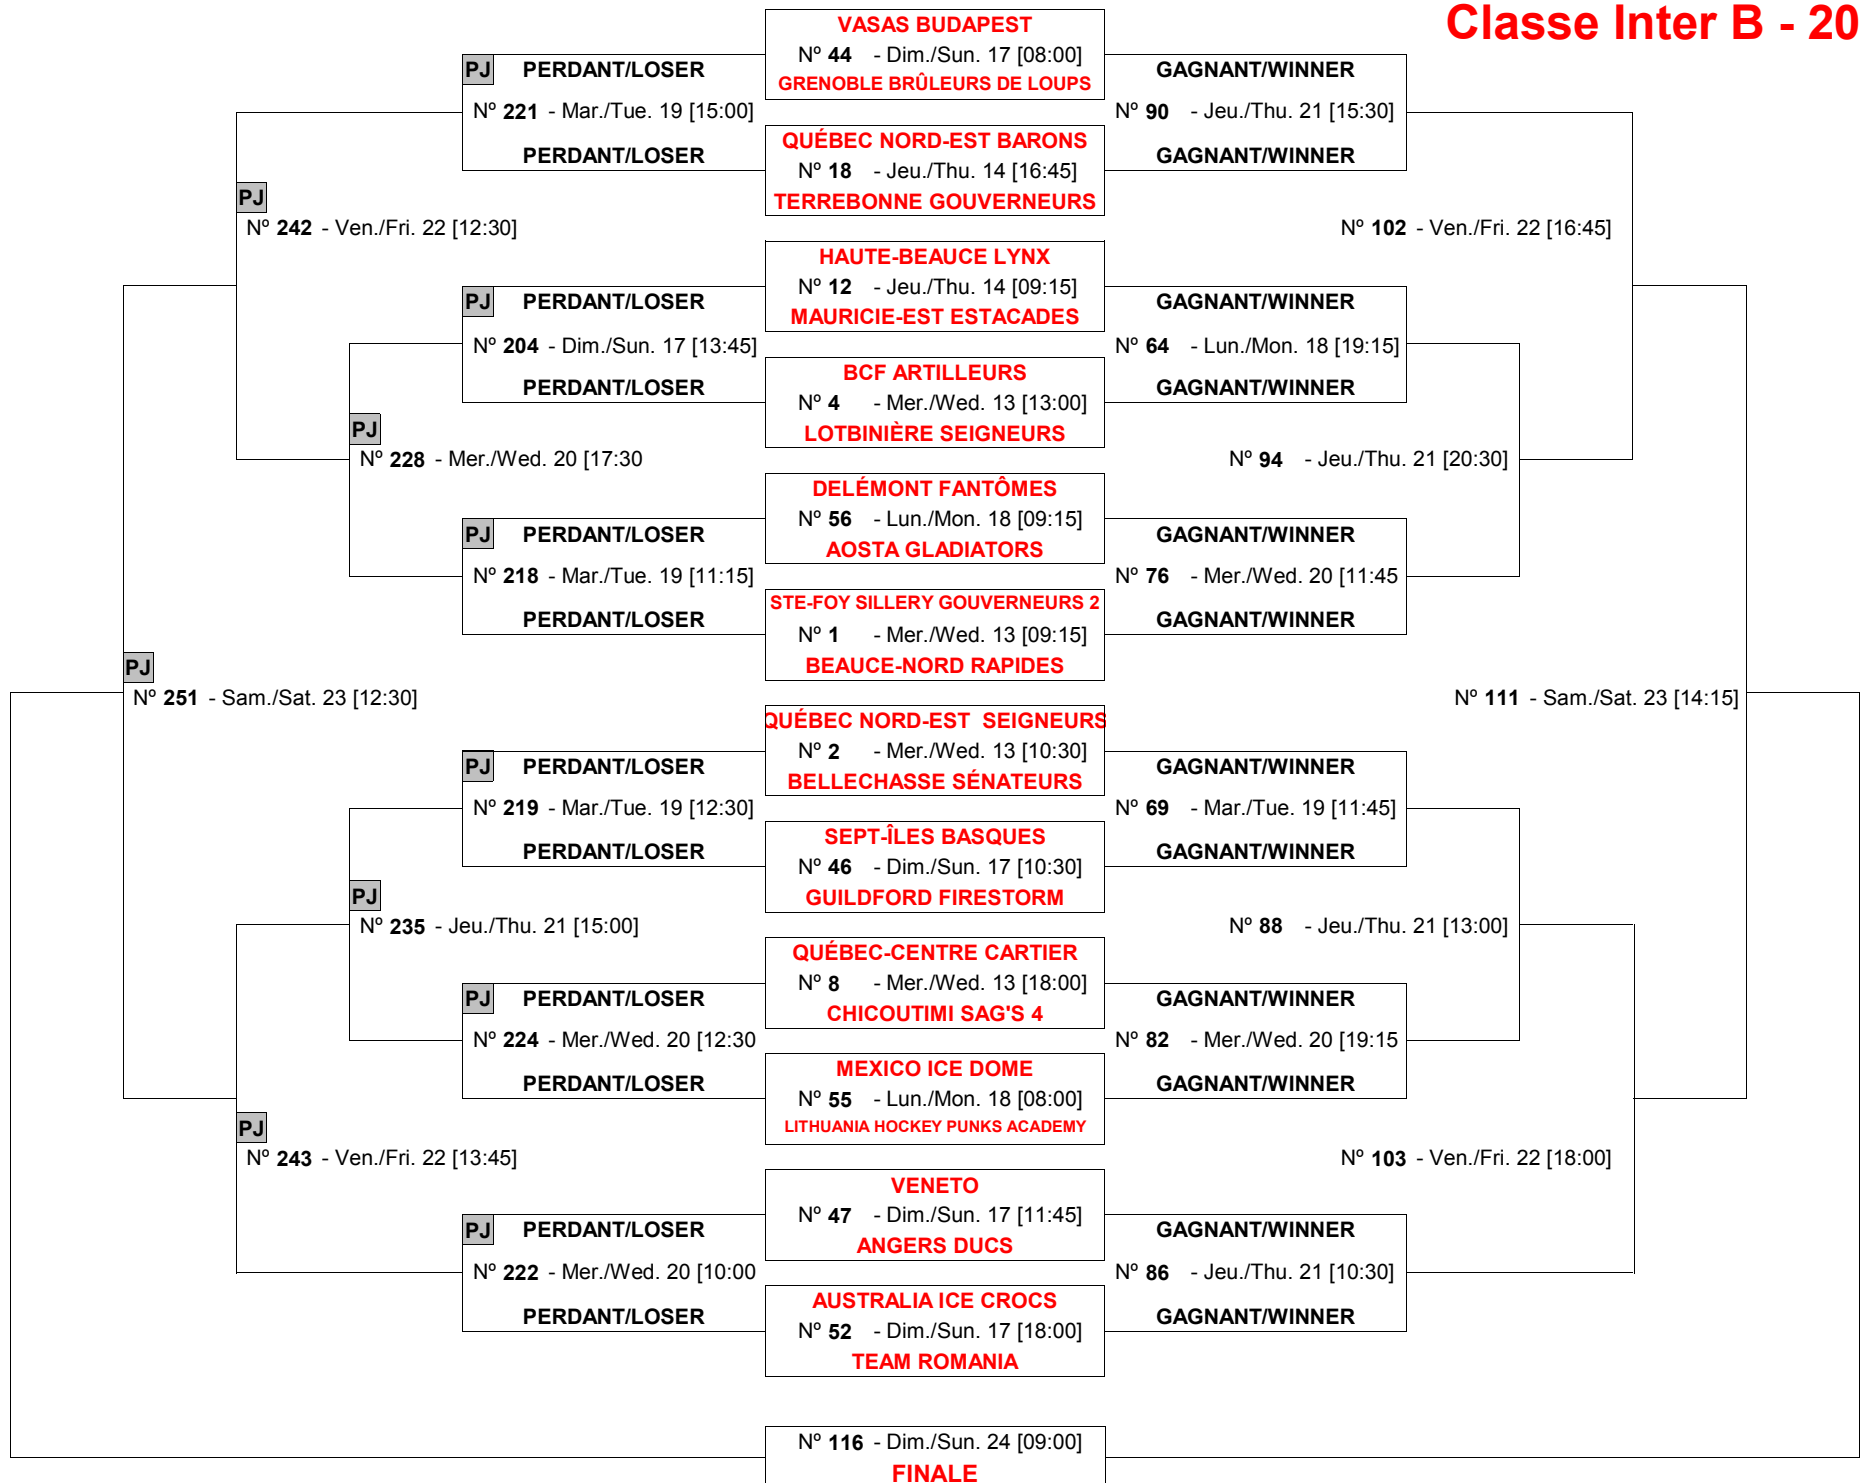 Classe Inter B - 20
VASAS BUDAPEST
Nº 44 - Dim./Sun. 17 [08:00]
GRENOBLE BRÛLEURS DE LOUPS
PJ PERDANT/LOSER
GAGNANT/WINNER
Nº 221 - Mar./Tue. 19 [15:00]
Nº 90 - Jeu./Thu. 21 [15:30]
PERDANT/LOSER
GAGNANT/WINNER
QUÉBEC NORD-EST BARONS
Nº 18 - Jeu./Thu. 14 [16:45]
TERREBONNE GOUVERNEURS
PJ
Nº 242 - Ven./Fri. 22 [12:30]
Nº 102 - Ven./Fri. 22 [16:45]
HAUTE-BEAUCE LYNX
Nº 12 - Jeu./Thu. 14 [09:15]
MAURICIE-EST ESTACADES
PJ PERDANT/LOSER
GAGNANT/WINNER
Nº 204 - Dim./Sun. 17 [13:45]
Nº 64 - Lun./Mon. 18 [19:15]
PERDANT/LOSER
GAGNANT/WINNER
BCF ARTILLEURS
Nº 4 - Mer./Wed. 13 [13:00]
LOTBINIÈRE SEIGNEURS
PJ
Nº 228 - Mer./Wed. 20 [17:30
Nº 94 - Jeu./Thu. 21 [20:30]
DELÉMONT FANTÔMES
Nº 56 - Lun./Mon. 18 [09:15]
AOSTA GLADIATORS
PJ PERDANT/LOSER
GAGNANT/WINNER
Nº 218 - Mar./Tue. 19 [11:15]
Nº 76 - Mer./Wed. 20 [11:45
PERDANT/LOSER
GAGNANT/WINNER
STE-FOY SILLERY GOUVERNEURS 2
Nº 1 - Mer./Wed. 13 [09:15]
BEAUCE-NORD RAPIDES
PJ
Nº 251 - Sam./Sat. 23 [12:30]
Nº 111 - Sam./Sat. 23 [14:15]
QUÉBEC NORD-EST SEIGNEURS
Nº 2 - Mer./Wed. 13 [10:30]
BELLECHASSE SÉNATEURS
PJ PERDANT/LOSER
GAGNANT/WINNER
Nº 219 - Mar./Tue. 19 [12:30]
Nº 69 - Mar./Tue. 19 [11:45]
PERDANT/LOSER
GAGNANT/WINNER
SEPT-ÎLES BASQUES
Nº 46 - Dim./Sun. 17 [10:30]
GUILDFORD FIRESTORM
PJ
Nº 235 - Jeu./Thu. 21 [15:00]
Nº 88 - Jeu./Thu. 21 [13:00]
QUÉBEC-CENTRE CARTIER
Nº 8 - Mer./Wed. 13 [18:00]
CHICOUTIMI SAG'S 4
PJ PERDANT/LOSER
GAGNANT/WINNER
Nº 224 - Mer./Wed. 20 [12:30
Nº 82 - Mer./Wed. 20 [19:15
PERDANT/LOSER
GAGNANT/WINNER
MEXICO ICE DOME
Nº 55 - Lun./Mon. 18 [08:00]
LITHUANIA HOCKEY PUNKS ACADEMY
PJ
Nº 243 - Ven./Fri. 22 [13:45]
Nº 103 - Ven./Fri. 22 [18:00]
VENETO
Nº 47 - Dim./Sun. 17 [11:45]
ANGERS DUCS
PJ PERDANT/LOSER
GAGNANT/WINNER
Nº 222 - Mer./Wed. 20 [10:00
Nº 86 - Jeu./Thu. 21 [10:30]
PERDANT/LOSER
GAGNANT/WINNER
AUSTRALIA ICE CROCS
Nº 52 - Dim./Sun. 17 [18:00]
TEAM ROMANIA
Nº 116 - Dim./Sun. 24 [09:00]
FINALE